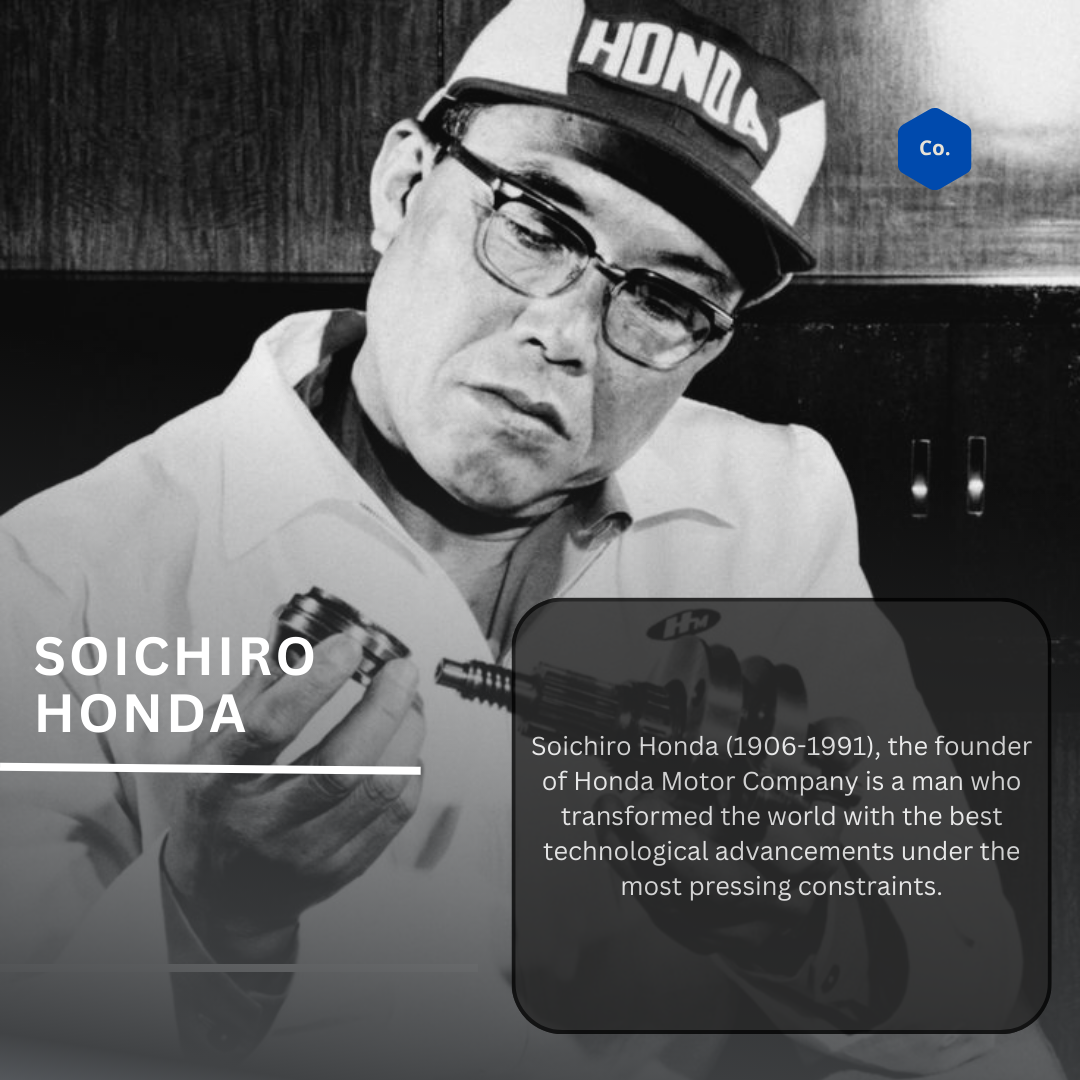 HONDA
Co.
SOICHIRO
HONDA
HM
Soichiro Honda (1906-1991), the founder
of Honda Motor Company is a man who
transformed the world with the best
technological advancements under the
most pressing constraints.